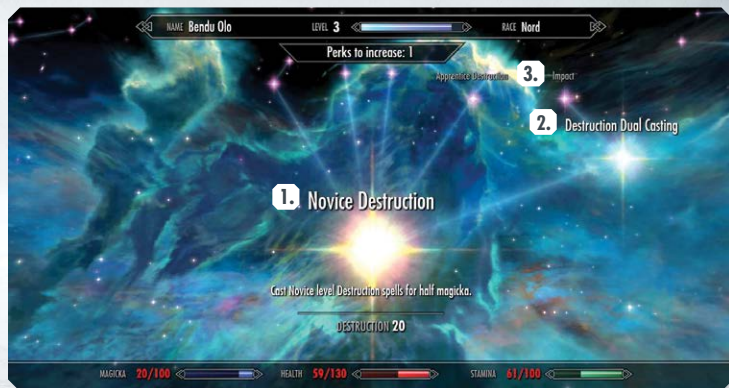 NAME Bendu Olo LEVEL 3 RACE Nord
Perks to increase: 1
Apprentice Destruction 3. Impact
2. Destruction Dual Casting
1. Novice Destruction
Cast Novice level Destruction spells for half magicka.
DESTRUCTION 20
MAGICKA 20/100 HEALTH 59/130 STAMINA 61/100